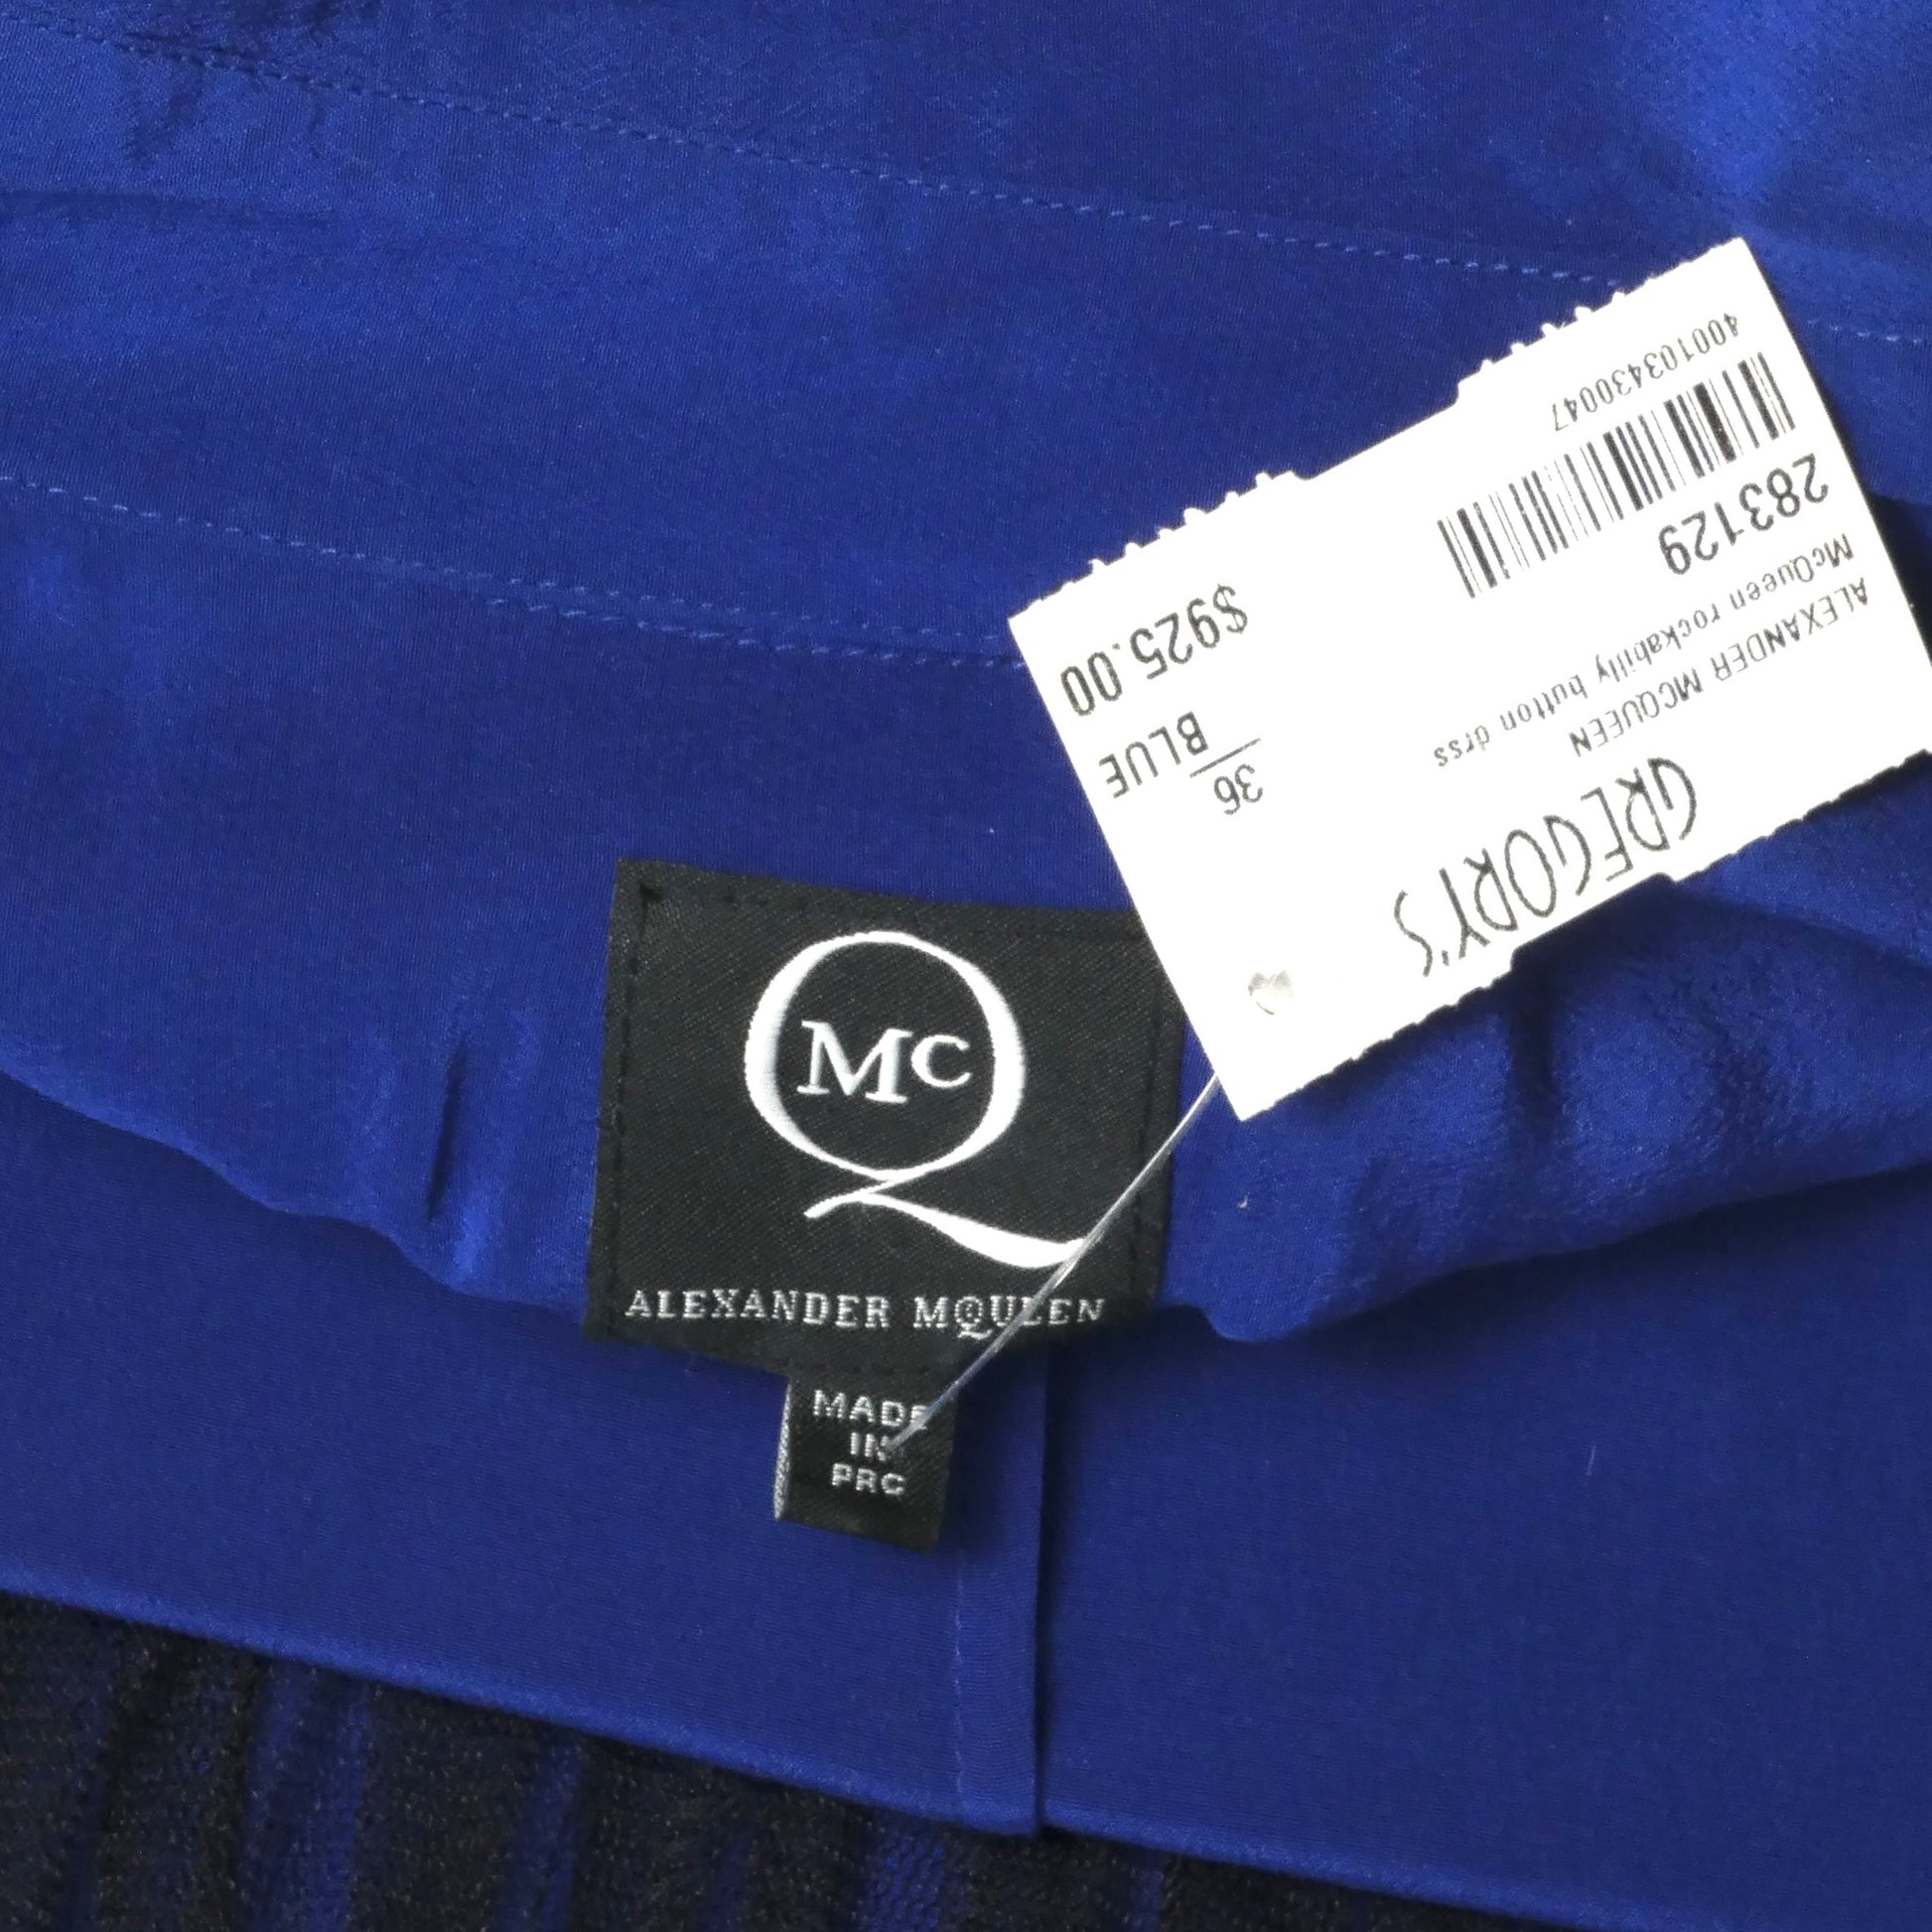 GREGORY'S
ALEXANDER MCQUEEN
McQueen rockabilly button drss
283129
400103430047
36
BLUE
$925.00
McQ
ALEXANDER MQUEEN
MADE
IN
PRC